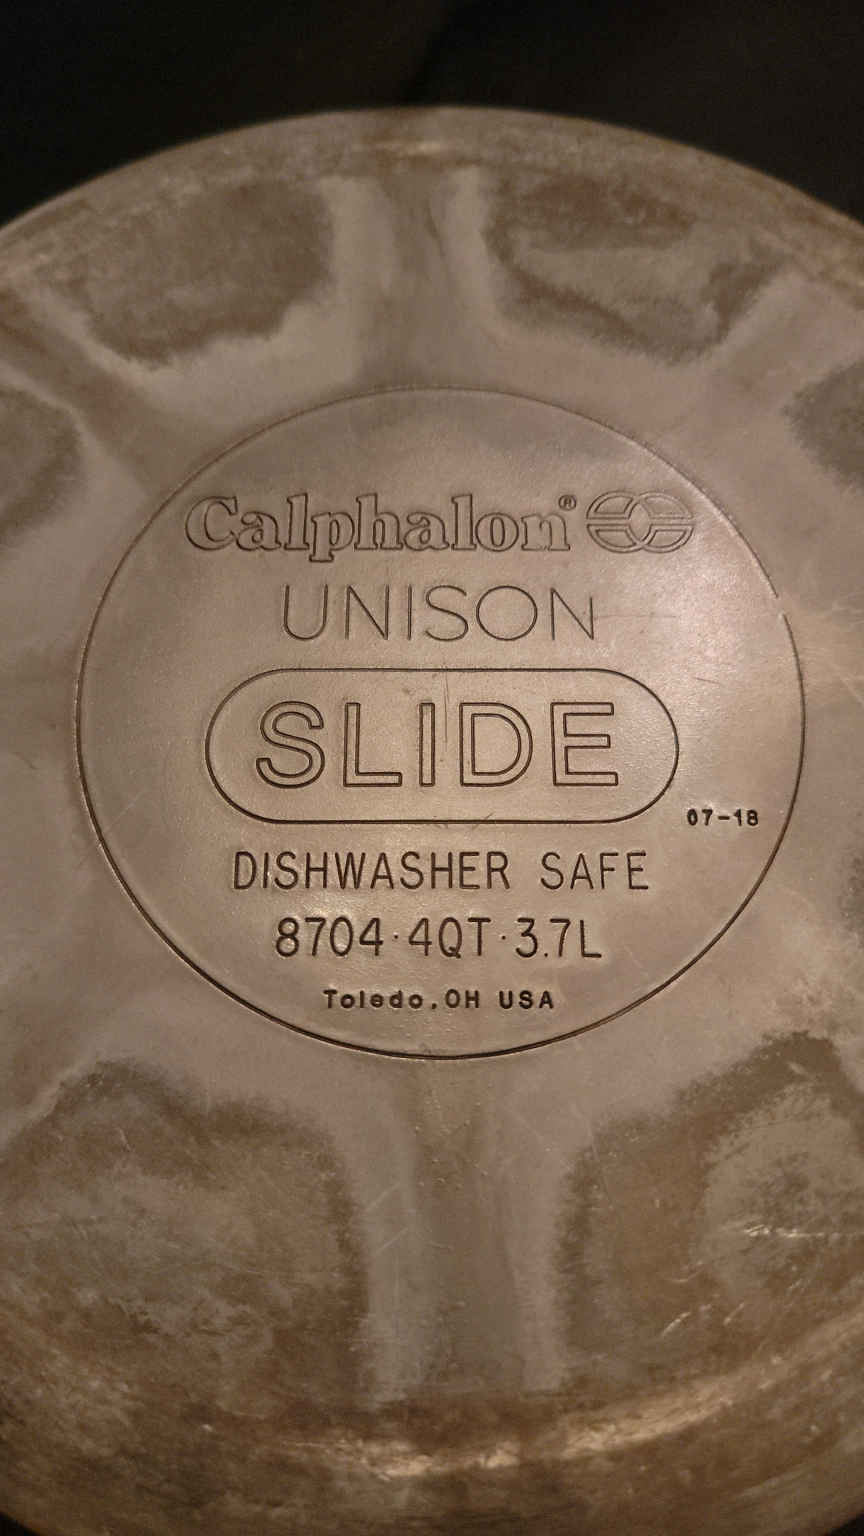 Calphalon®
UNISON
SLIDE
07-18
DISHWASHER SAFE
8704·4QT·3.7L
Toledo, OH USA